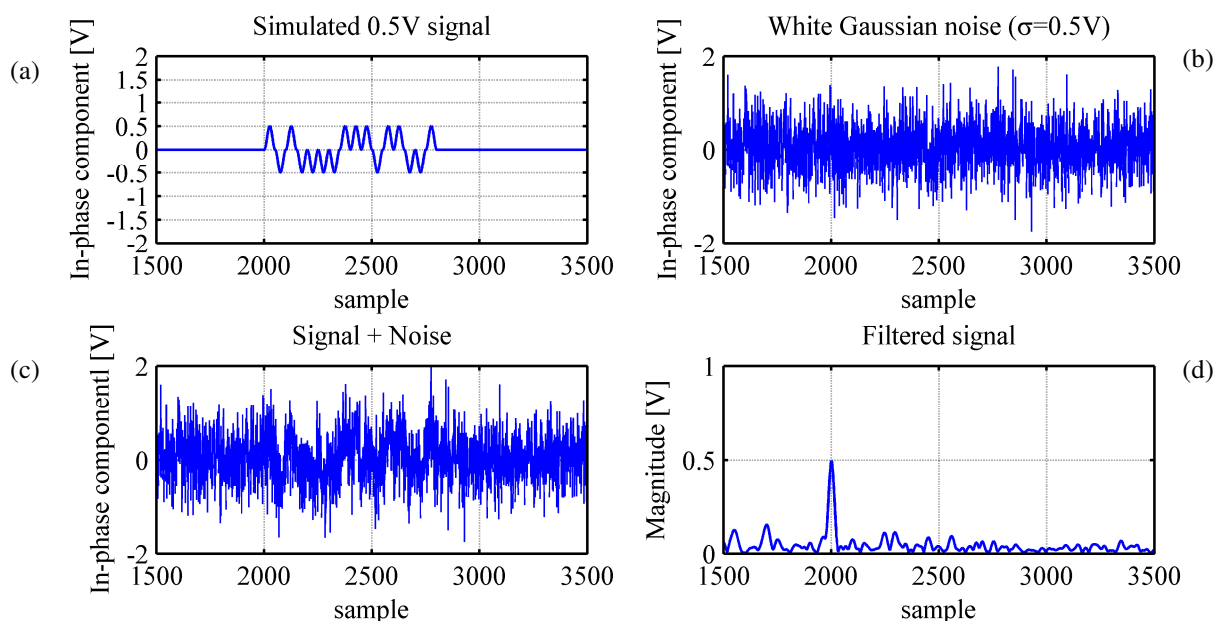 Simulated 0.5V signal
(a)
In-phase component [V]
2
1.5
1
0.5
0
-0.5
-1
-1.5
-2
1500 2000 2500 3000 3500
sample
White Gaussian noise (σ=0.5V)
(b)
In-phase component [V]
2
0
-2
1500 2000 2500 3000 3500
sample
Signal + Noise
(c)
In-phase componentl [V]
2
0
-2
1500 2000 2500 3000 3500
sample
Filtered signal
(d)
Magnitude [V]
1
0.5
0
1500 2000 2500 3000 3500
sample